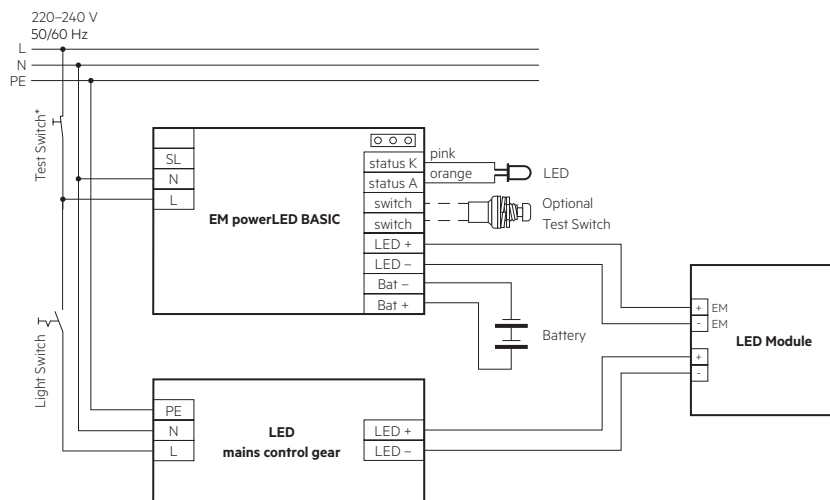 220–240 V
50/60 Hz
L
N
PE
Test Switch*
SL
N
L
EM powerLED BASIC
status K
status A
switch
switch
LED +
LED –
Bat –
Bat +
pink
orange
LED
Optional
Test Switch
Battery
+ EM
- EM
+
-
LED Module
Light Switch
PE
N
L
LED
mains control gear
LED +
LED –